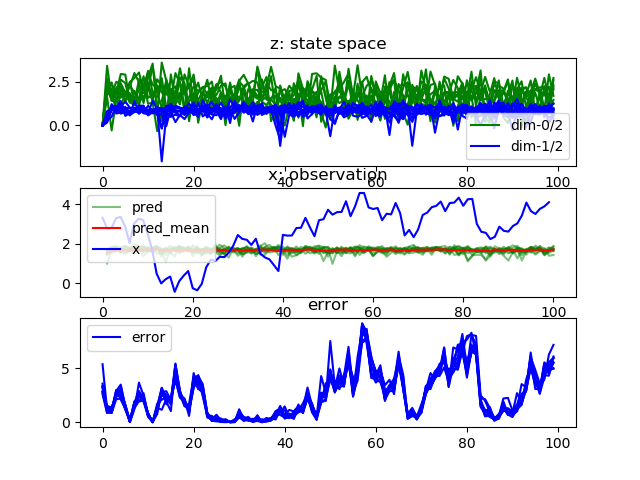 z: state space
2.5
0.0
dim-0/2
dim-1/2
0 20 40 60 80 100
x: observation
4
2
0
pred
pred_mean
x
0 20 40 60 80 100
error
5
0
error
0 20 40 60 80 100